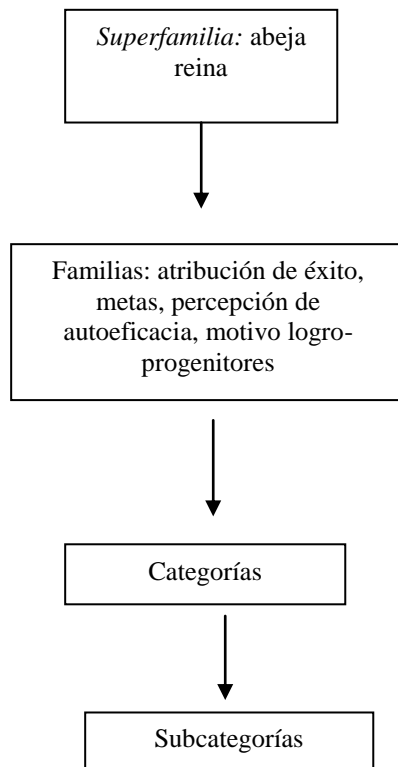 Superfamilia: abeja
reina
Familias: atribución de éxito,
metas, percepción de
autoeficacia, motivo logro-
progenitores
Categorías
Subcategorías